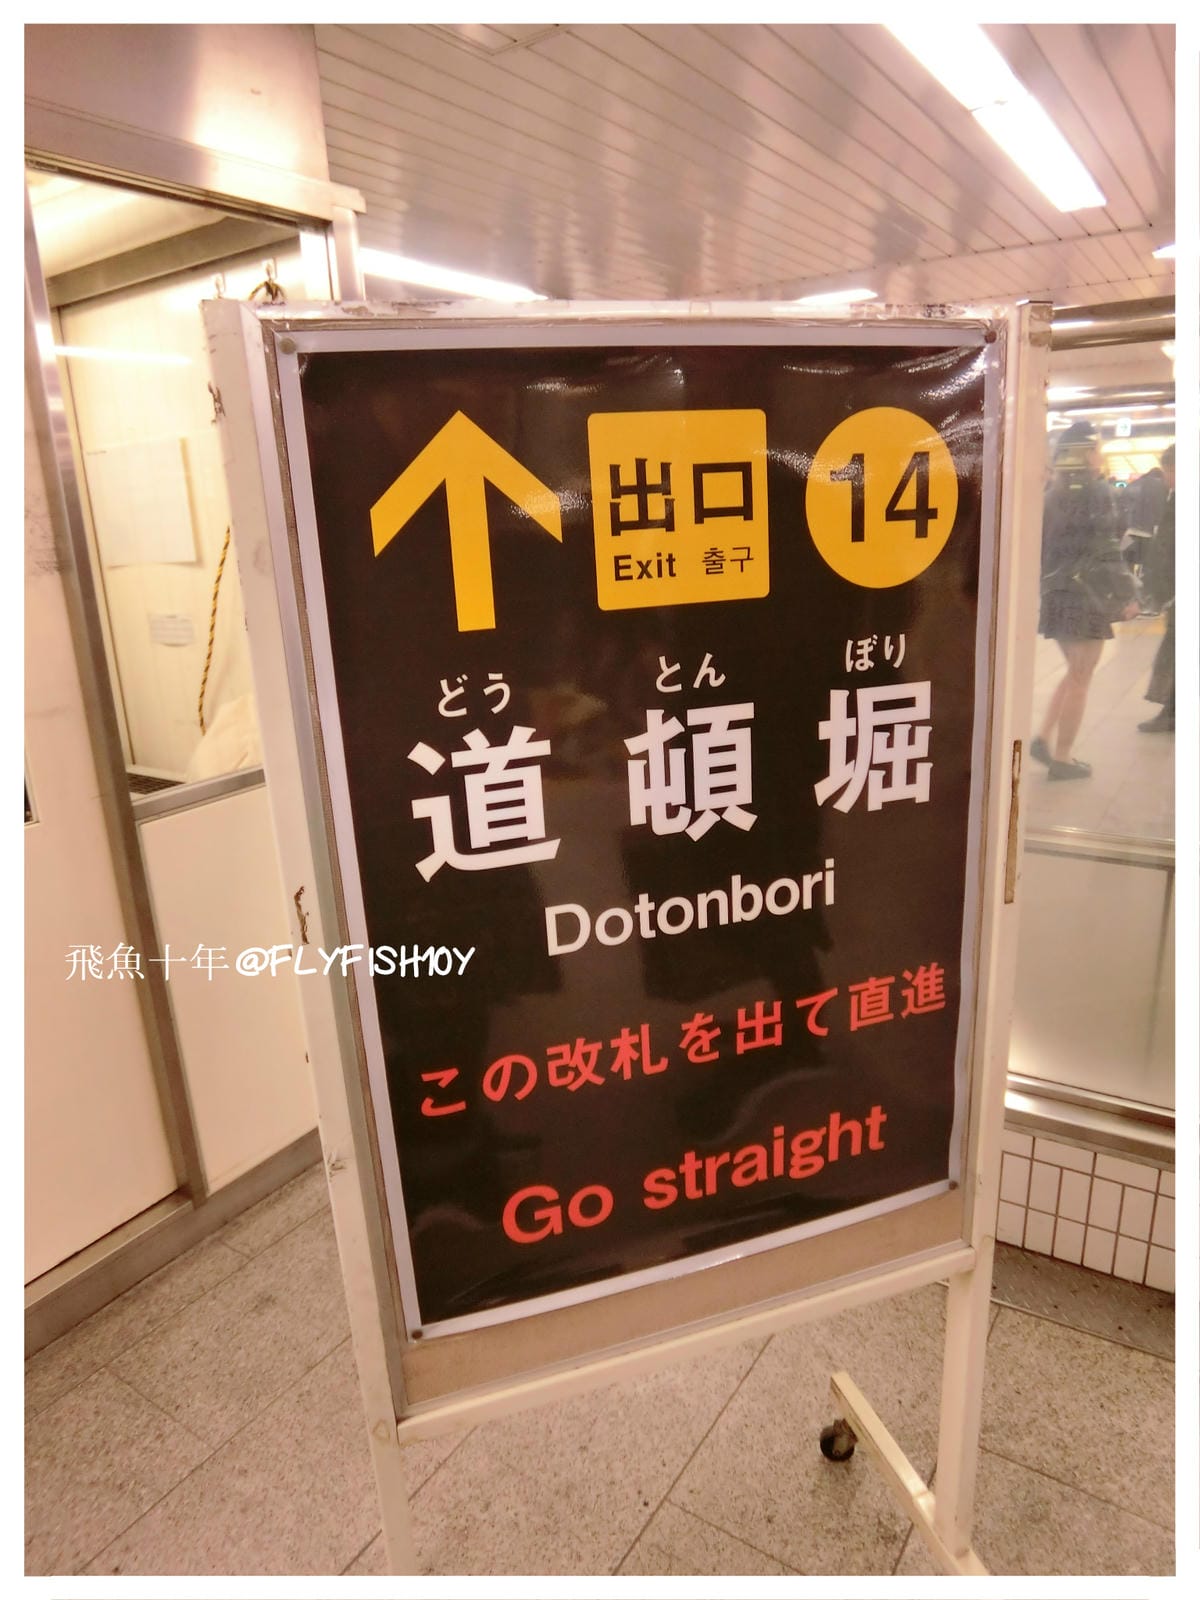 出口
Exit 출구
14
どう とん ぼり
道頓堀
Dotonbori
飛魚十年@FLYFISH10Y
この改札を出て直進
Go straight